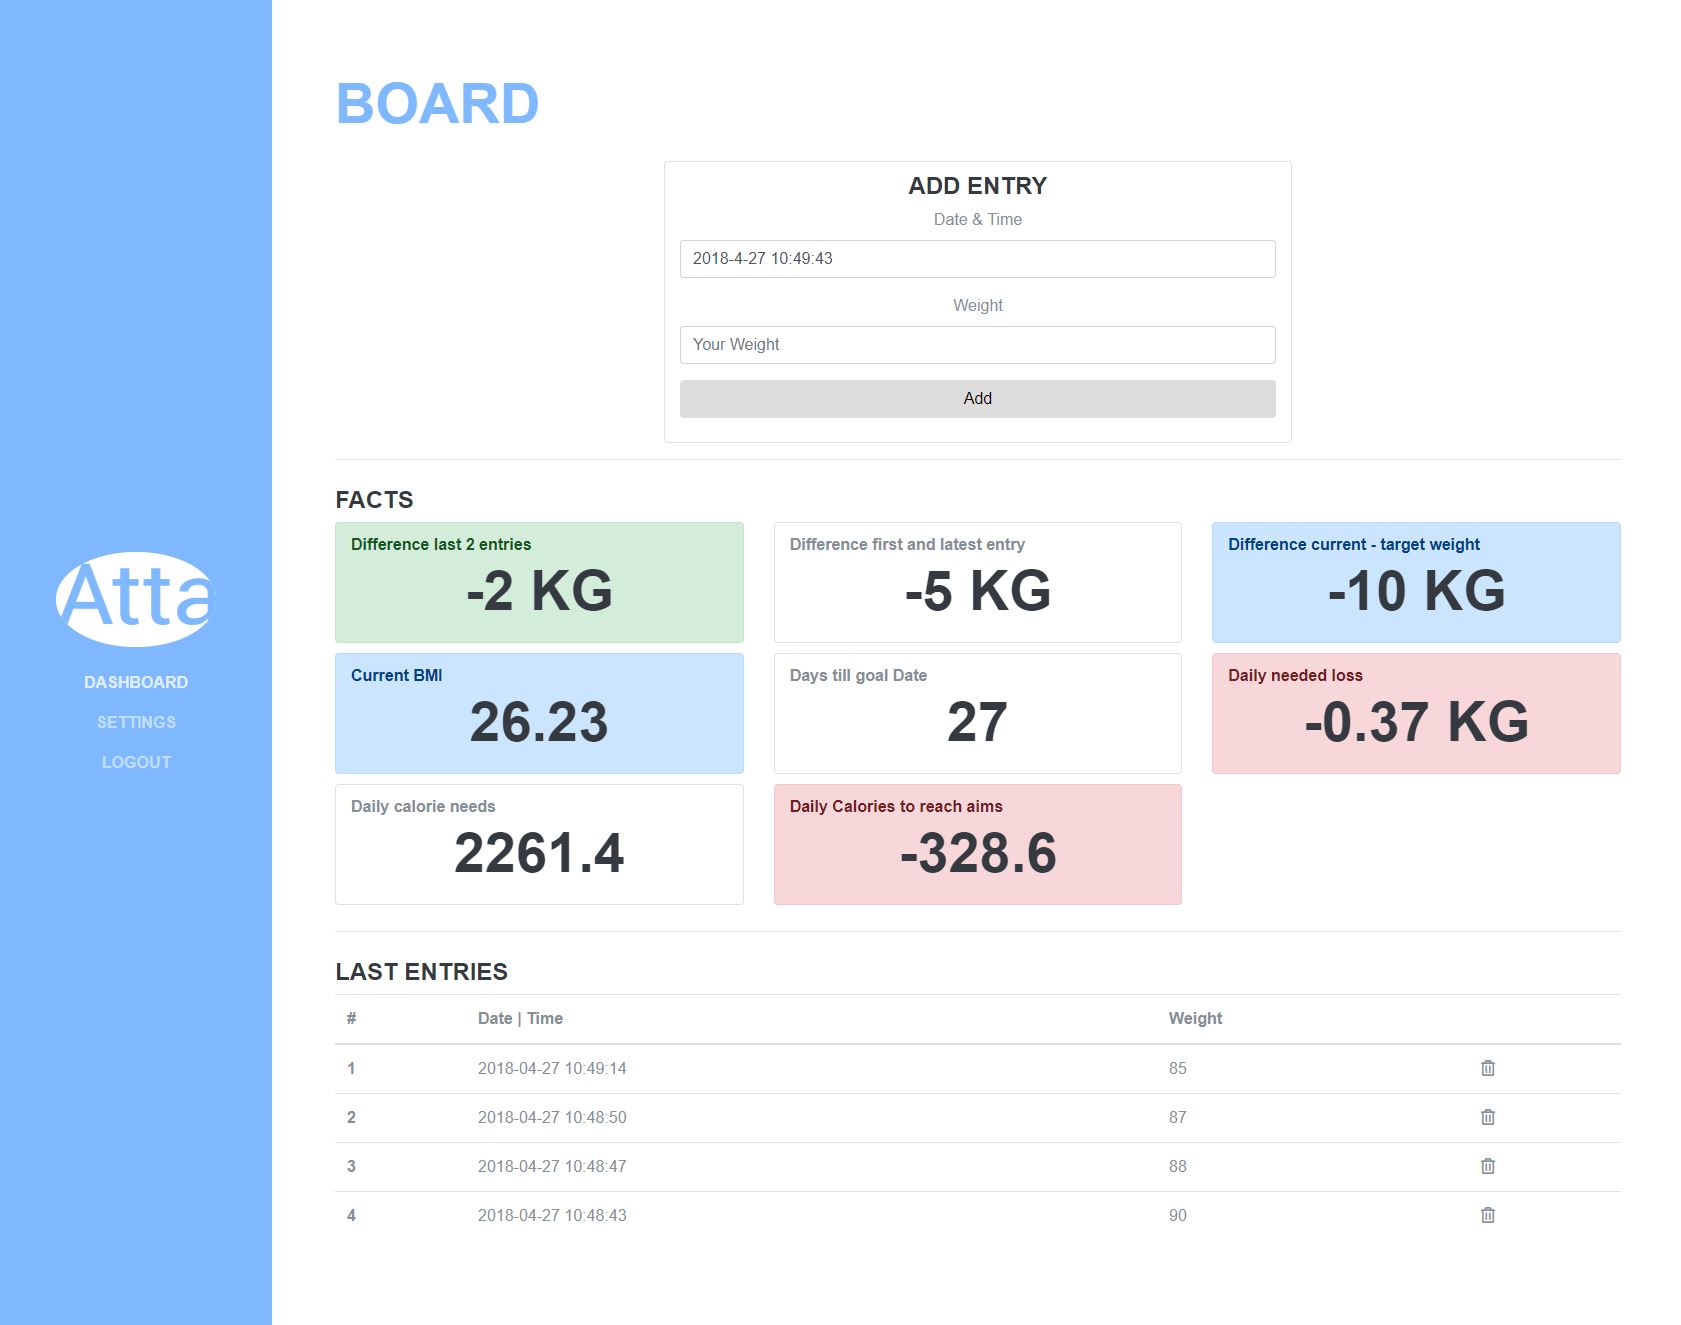 BOARD
ADD ENTRY
Date & Time
2018-4-27 10:49:43
Weight
Your Weight
Add
Atta
DASHBOARD
SETTINGS
LOGOUT
FACTS
Difference last 2 entries
-2 KG
Difference first and latest entry
-5 KG
Difference current - target weight
-10 KG
Current BMI
26.23
Days till goal Date
27
Daily needed loss
-0.37 KG
Daily calorie needs
2261.4
Daily Calories to reach aims
-328.6
LAST ENTRIES
# Date | Time Weight
1 2018-04-27 10:49:14 85
2 2018-04-27 10:48:50 87
3 2018-04-27 10:48:47 88
4 2018-04-27 10:48:43 90